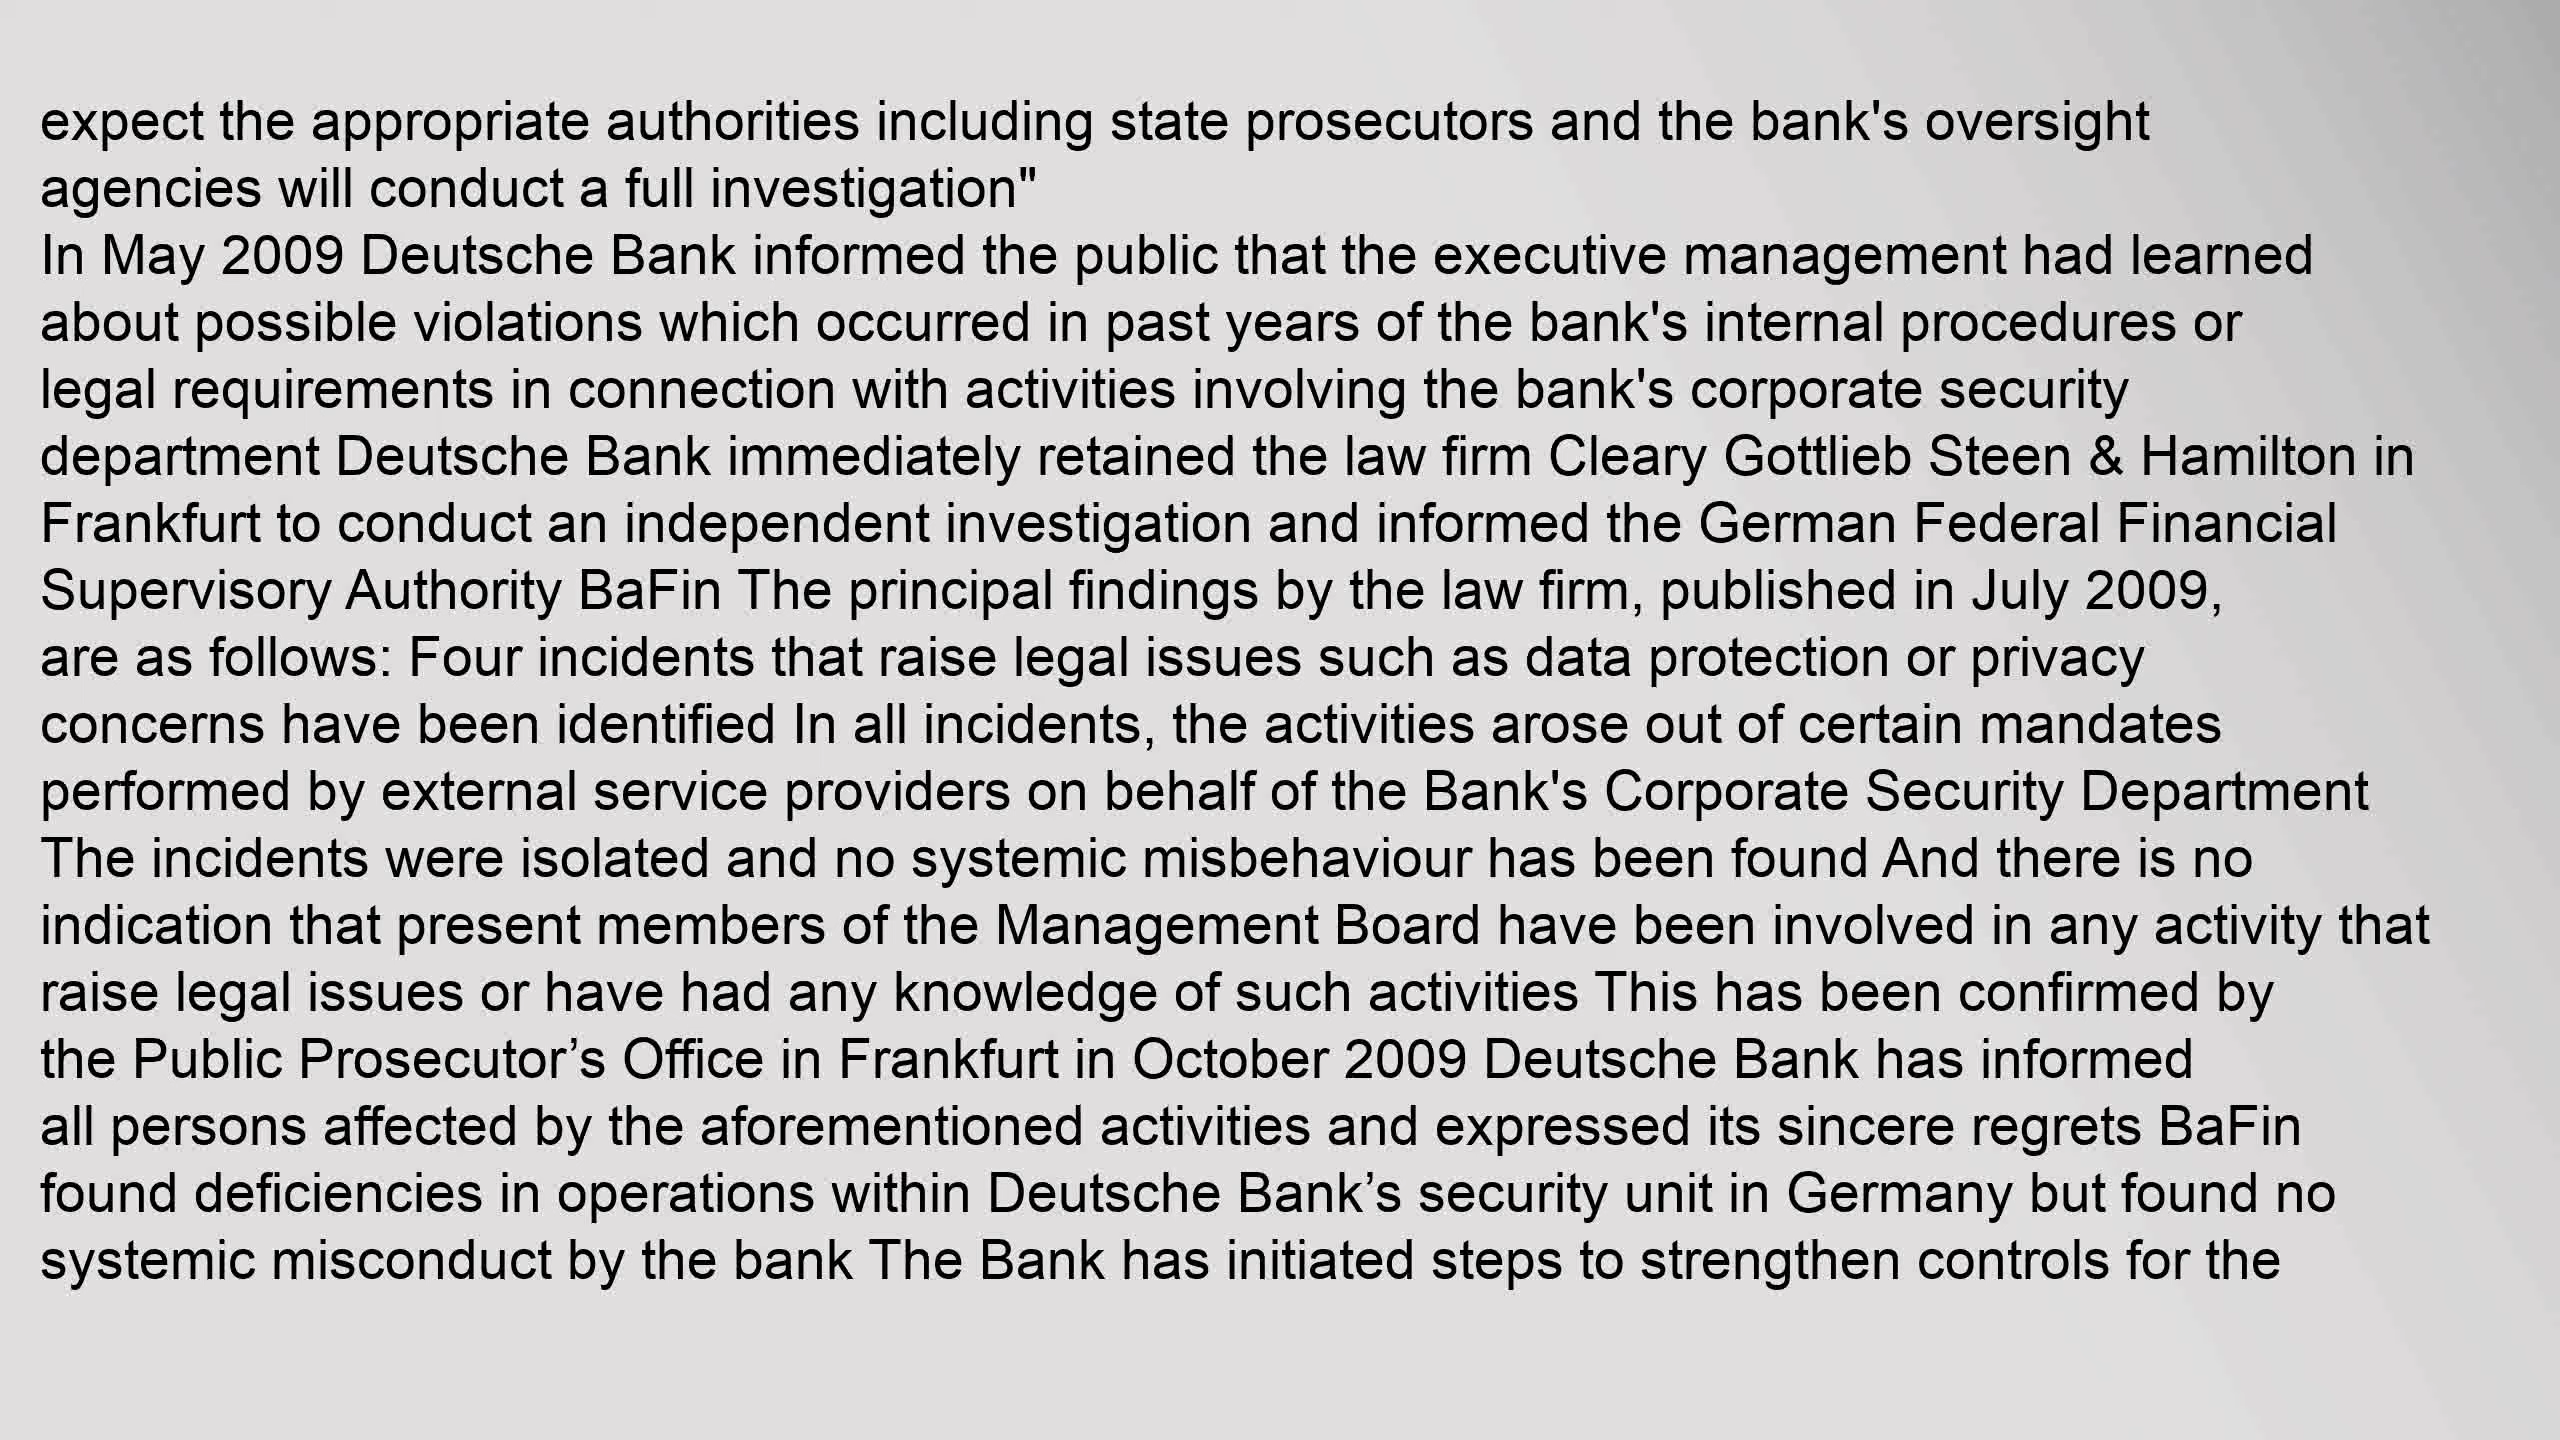 expect the appropriate authorities including state prosecutors and the bank's oversight
agencies will conduct a full investigation"
In May 2009 Deutsche Bank informed the public that the executive management had learned
about possible violations which occurred in past years of the bank's internal procedures or
legal requirements in connection with activities involving the bank's corporate security
department Deutsche Bank immediately retained the law firm Cleary Gottlieb Steen & Hamilton in
Frankfurt to conduct an independent investigation and informed the German Federal Financial
Supervisory Authority BaFin The principal findings by the law firm, published in July 2009,
are as follows: Four incidents that raise legal issues such as data protection or privacy
concerns have been identified In all incidents, the activities arose out of certain mandates
performed by external service providers on behalf of the Bank's Corporate Security Department
The incidents were isolated and no systemic misbehaviour has been found And there is no
indication that present members of the Management Board have been involved in any activity that
raise legal issues or have had any knowledge of such activities This has been confirmed by
the Public Prosecutor’s Office in Frankfurt in October 2009 Deutsche Bank has informed
all persons affected by the aforementioned activities and expressed its sincere regrets BaFin
found deficiencies in operations within Deutsche Bank’s security unit in Germany but found no
systemic misconduct by the bank The Bank has initiated steps to strengthen controls for the